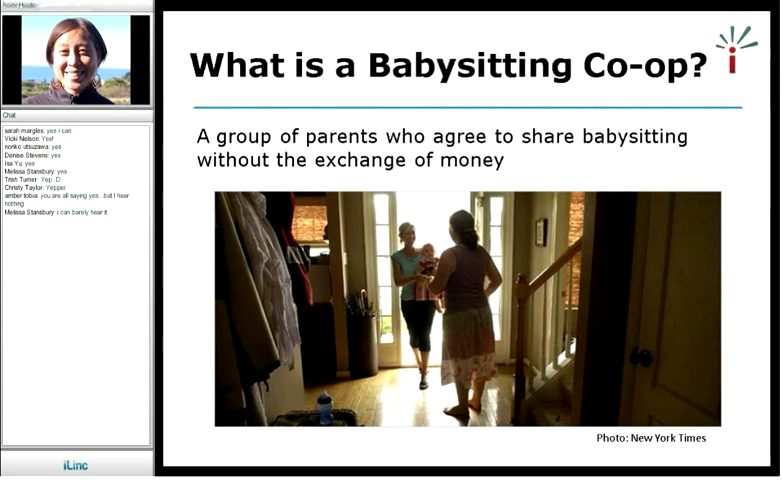 Chat
sarah margles: yes i can
Vicki Nelson: Yes!
noriko utsuzawa: yes
Denise Stevens: yes
Isa Yu: yes
Melissa Stansbury: yes
Trish Turner: Yep :D
Christy Taylor: Yepper
amber tobia: you are all saying yes...but I hear
nothing
Melissa Stansbury: i can barely hear it
iLinc
What is a Babysitting Co-op?
A group of parents who agree to share babysitting
without the exchange of money
Photo: New York Times